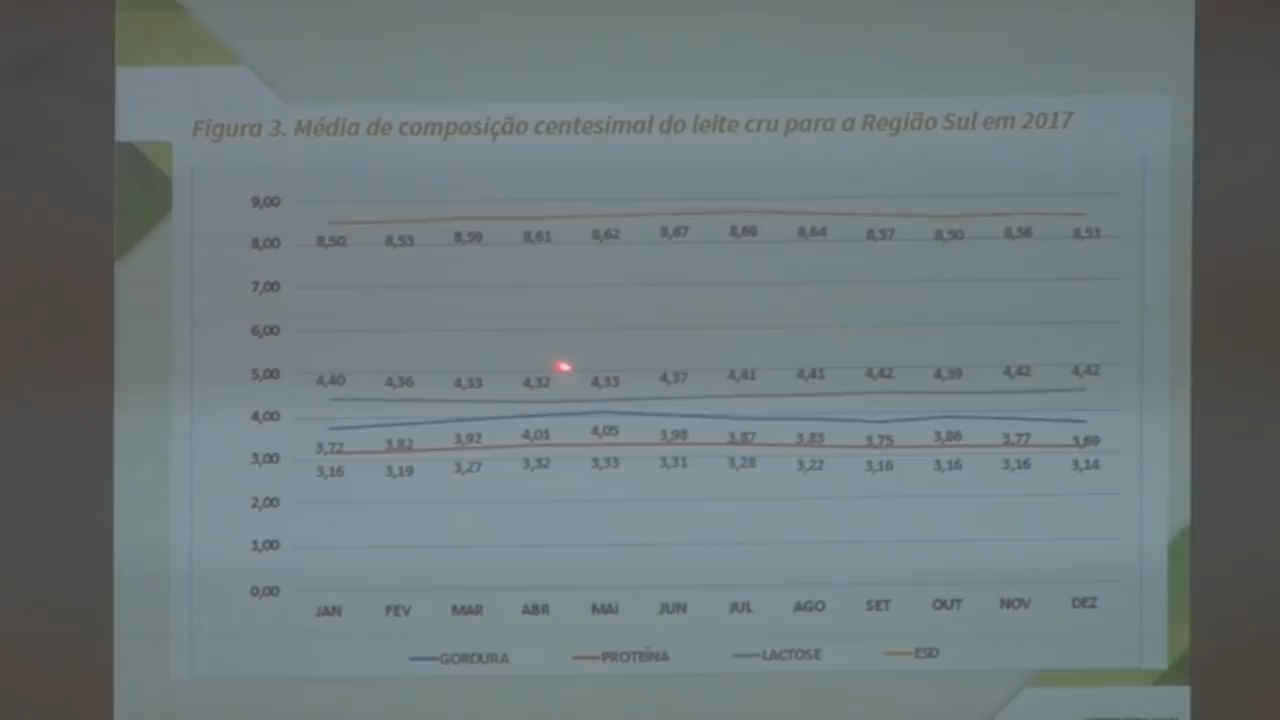 Figura 3. Média de composição centesimal do leite cru para a Região Sul em 2017
9,00
8,50 8,53 8,59 8,61 8,62 8,67 8,68 8,64 8,57 8,50 8,56 8,53
8,00
7,00
6,00
5,00
4,40 4,36 4,33 4,32 4,33 4,37 4,41 4,41 4,42 4,39 4,42 4,42
4,00
3,72 3,82 3,92 4,01 4,05 3,98 3,87 3,83 3,75 3,86 3,77 3,69
3,00
3,16 3,19 3,27 3,32 3,33 3,31 3,28 3,22 3,16 3,16 3,16 3,14
2,00
1,00
0,00
JAN FEV MAR ABR MAI JUN JUL AGO SET OUT NOV DEZ
GORDURA PROTEÍNA LACTOSE ESD